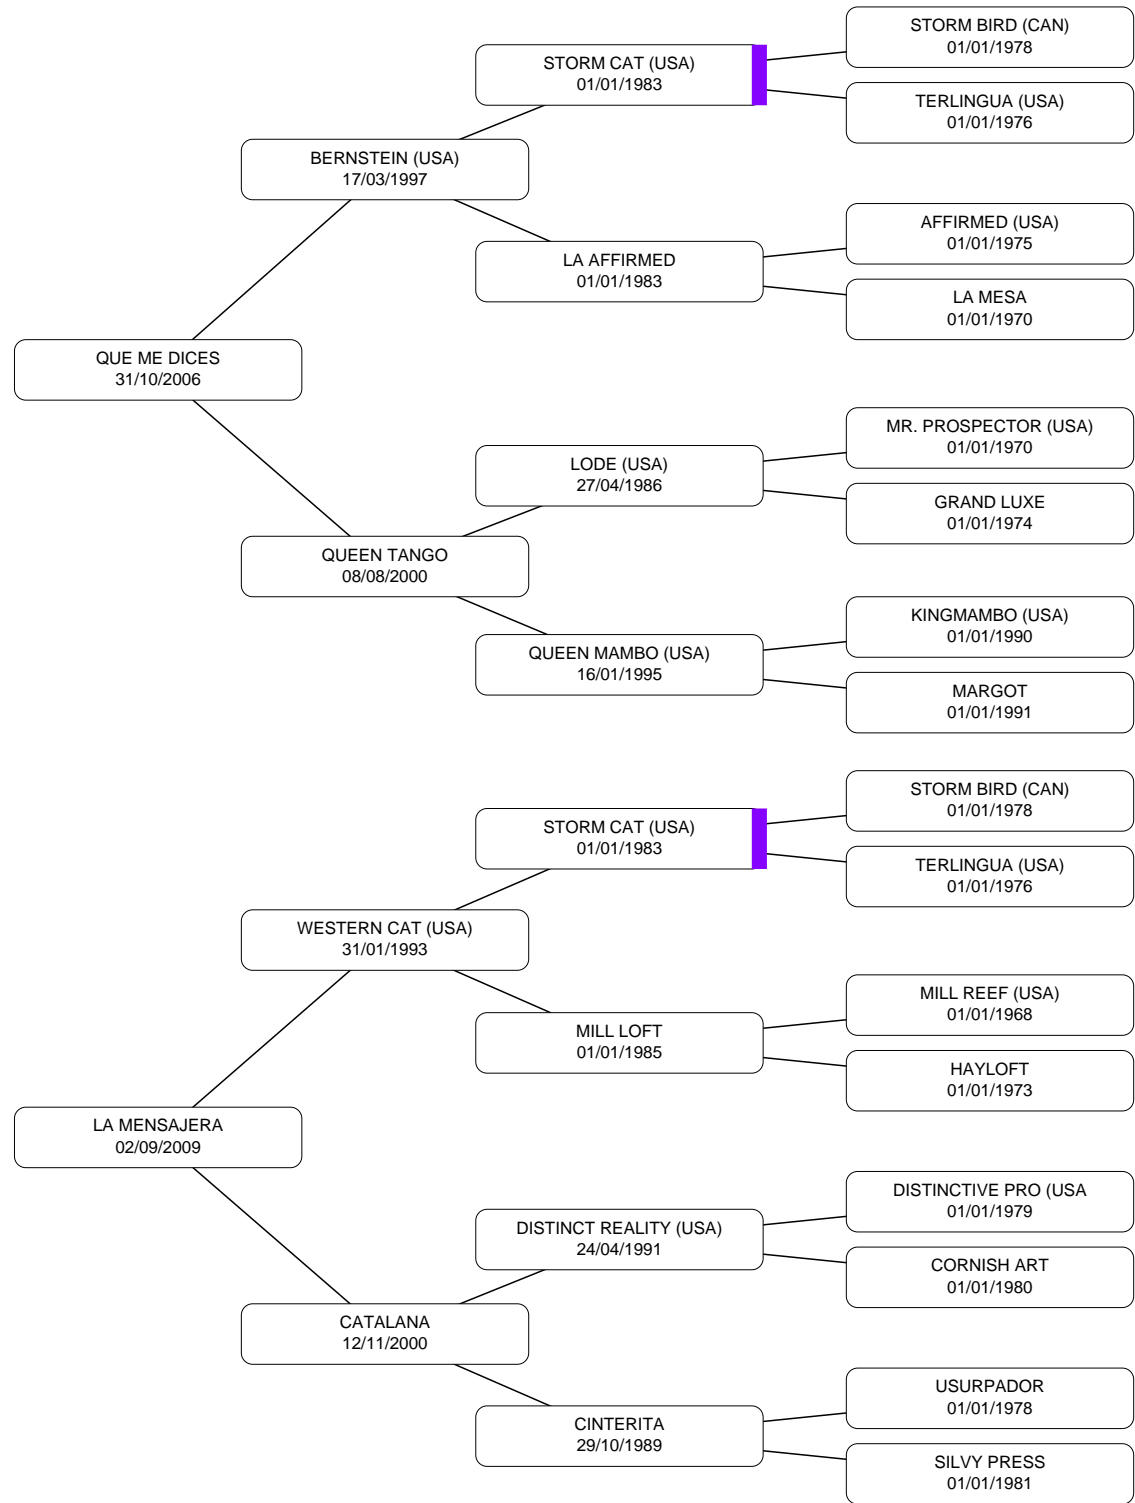 STORM BIRD (CAN)
01/01/1978
STORM CAT (USA)
01/01/1983
TERLINGUA (USA)
01/01/1976
BERNSTEIN (USA)
17/03/1997
AFFIRMED (USA)
01/01/1975
LA AFFIRMED
01/01/1983
LA MESA
01/01/1970
QUE ME DICES
31/10/2006
MR. PROSPECTOR (USA)
01/01/1970
LODE (USA)
27/04/1986
GRAND LUXE
01/01/1974
QUEEN TANGO
08/08/2000
KINGMAMBO (USA)
01/01/1990
QUEEN MAMBO (USA)
16/01/1995
MARGOT
01/01/1991
STORM BIRD (CAN)
01/01/1978
STORM CAT (USA)
01/01/1983
TERLINGUA (USA)
01/01/1976
WESTERN CAT (USA)
31/01/1993
MILL REEF (USA)
01/01/1968
MILL LOFT
01/01/1985
HAYLOFT
01/01/1973
LA MENSAJERA
02/09/2009
DISTINCTIVE PRO (USA
01/01/1979
DISTINCT REALITY (USA)
24/04/1991
CORNISH ART
01/01/1980
CATALANA
12/11/2000
USURPADOR
01/01/1978
CINTERITA
29/10/1989
SILVY PRESS
01/01/1981